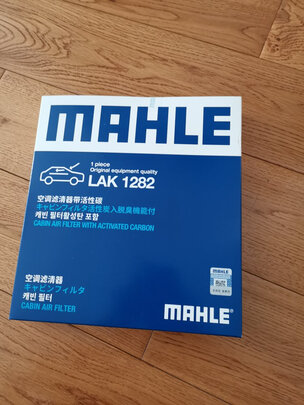 MAHLE
1 piece
Original equipment quality
LAK 1282
空调滤清器带活性碳
キャビンフィルタ活性炭入脱臭機能付
캐빈 필터활성탄 포함
CABIN AIR FILTER WITH ACTIVATED CARBON
空调滤清器
キャビンフィルタ
캐빈 필터
CABIN AIR FILTER
MAHLE
MAHLE